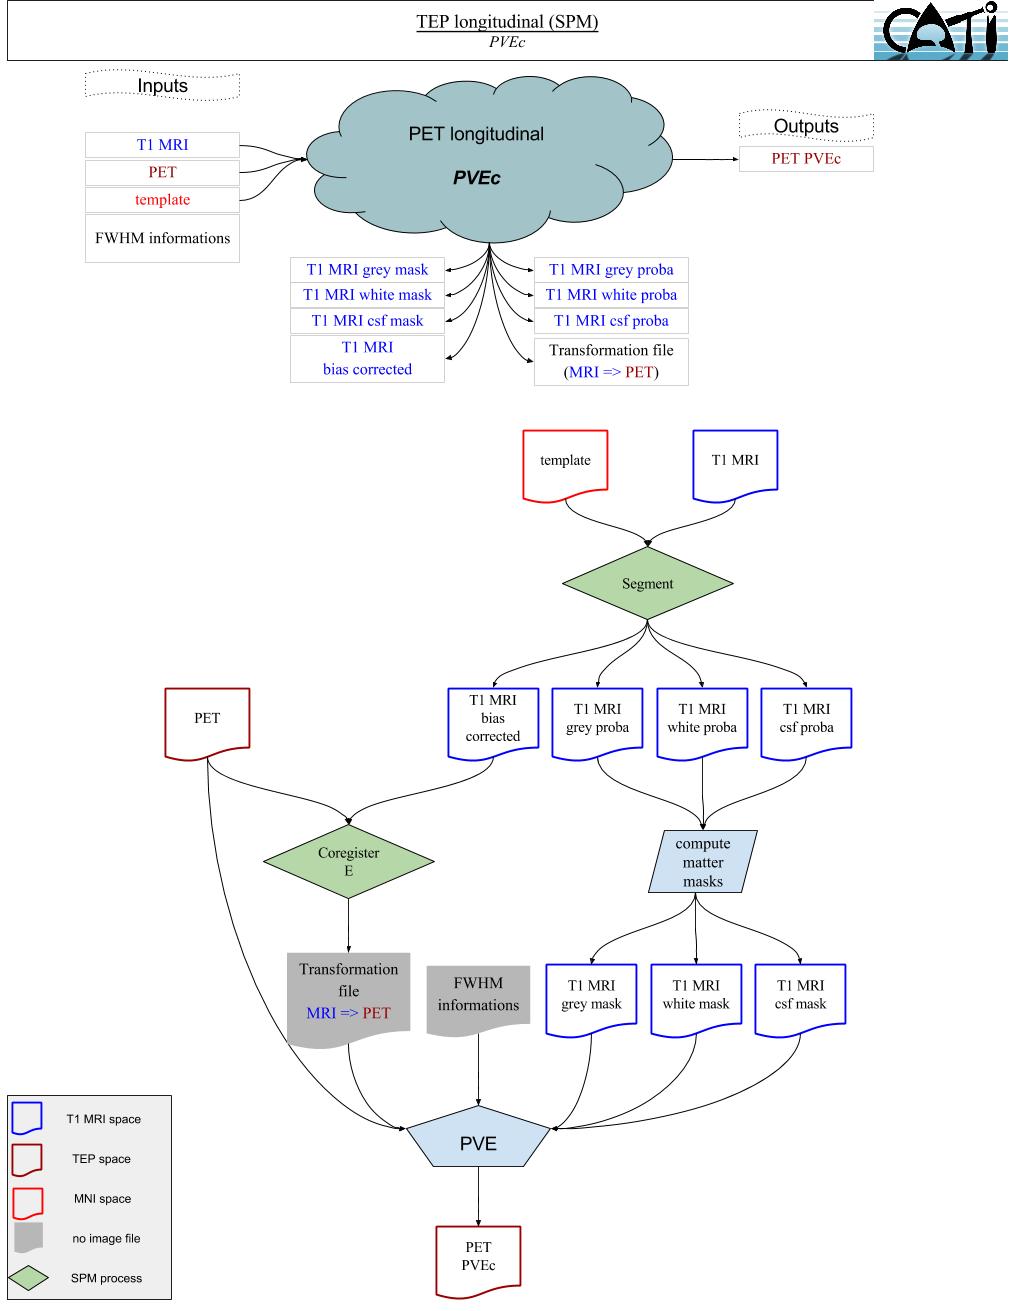 TEP longitudinal (SPM)
PVEc
CATI
Inputs
T1 MRI
PET
template
FWHM informations
PET longitudinal
PVEc
Outputs
PET PVEc
T1 MRI grey mask
T1 MRI white mask
T1 MRI csf mask
T1 MRI
bias corrected
T1 MRI grey proba
T1 MRI white proba
T1 MRI csf proba
Transformation file
(MRI => PET)
template
T1 MRI
Segment
PET
T1 MRI
bias
corrected
T1 MRI
grey proba
T1 MRI
white proba
T1 MRI
csf proba
Coregister
E
compute
matter
masks
Transformation
file
MRI => PET
FWHM
informations
T1 MRI
grey mask
T1 MRI
white mask
T1 MRI
csf mask
PVE
PET
PVEc
T1 MRI space
TEP space
MNI space
no image file
SPM process